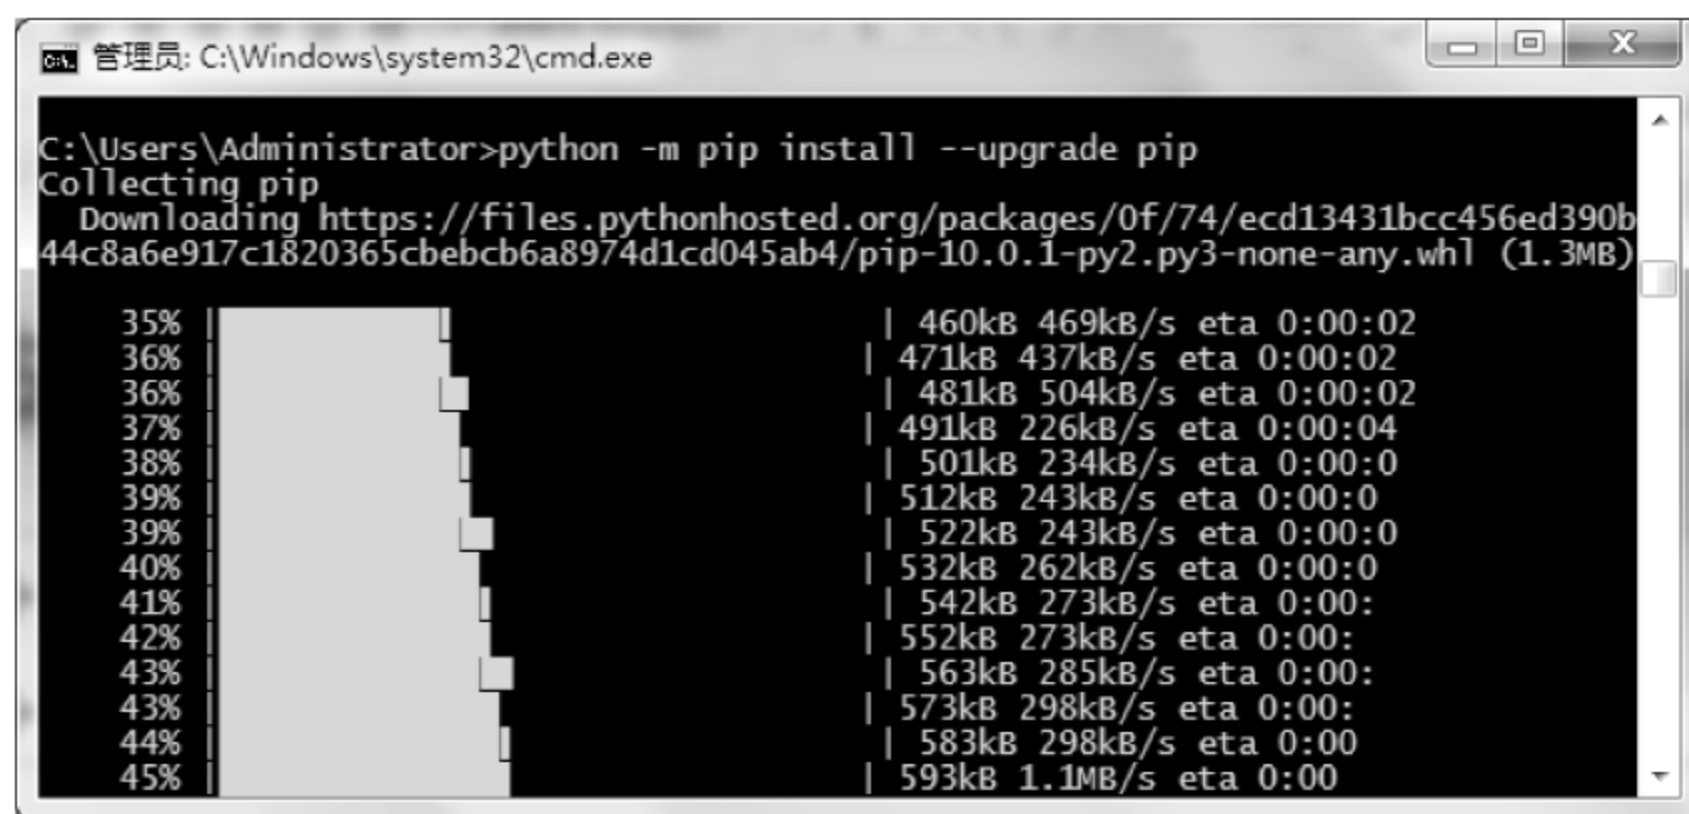 管理员: C:\Windows\system32\cmd.exe
C:\Users\Administrator>python -m pip install --upgrade pip
Collecting pip
  Downloading https://files.pythonhosted.org/packages/0f/74/ecd13431bcc456ed390b
44c8a6e917c1820365cbebcb6a8974d1cd045ab4/pip-10.0.1-py2.py3-none-any.whl (1.3MB)
35% | | 460kB 469kB/s eta 0:00:02
36% | | 471kB 437kB/s eta 0:00:02
36% | | 481kB 504kB/s eta 0:00:02
37% | | 491kB 226kB/s eta 0:00:04
38% | | 501kB 234kB/s eta 0:00:0
39% | | 512kB 243kB/s eta 0:00:0
39% | | 522kB 243kB/s eta 0:00:0
40% | | 532kB 262kB/s eta 0:00:0
41% | | 542kB 273kB/s eta 0:00:
42% | | 552kB 273kB/s eta 0:00:
43% | | 563kB 285kB/s eta 0:00:
43% | | 573kB 298kB/s eta 0:00:
44% | | 583kB 298kB/s eta 0:00
45% | | 593kB 1.1MB/s eta 0:00